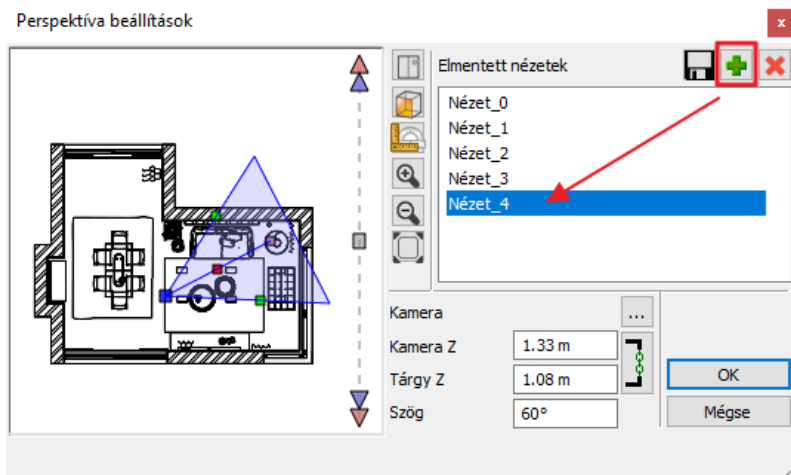 Perspektíva beállítások
x
Elmentett nézetek
Nézet_0
Nézet_1
Nézet_2
Nézet_3
Nézet_4
Kamera
...
Kamera Z 1.33 m
Tárgy Z 1.08 m
OK
Szög 60°
Mégse